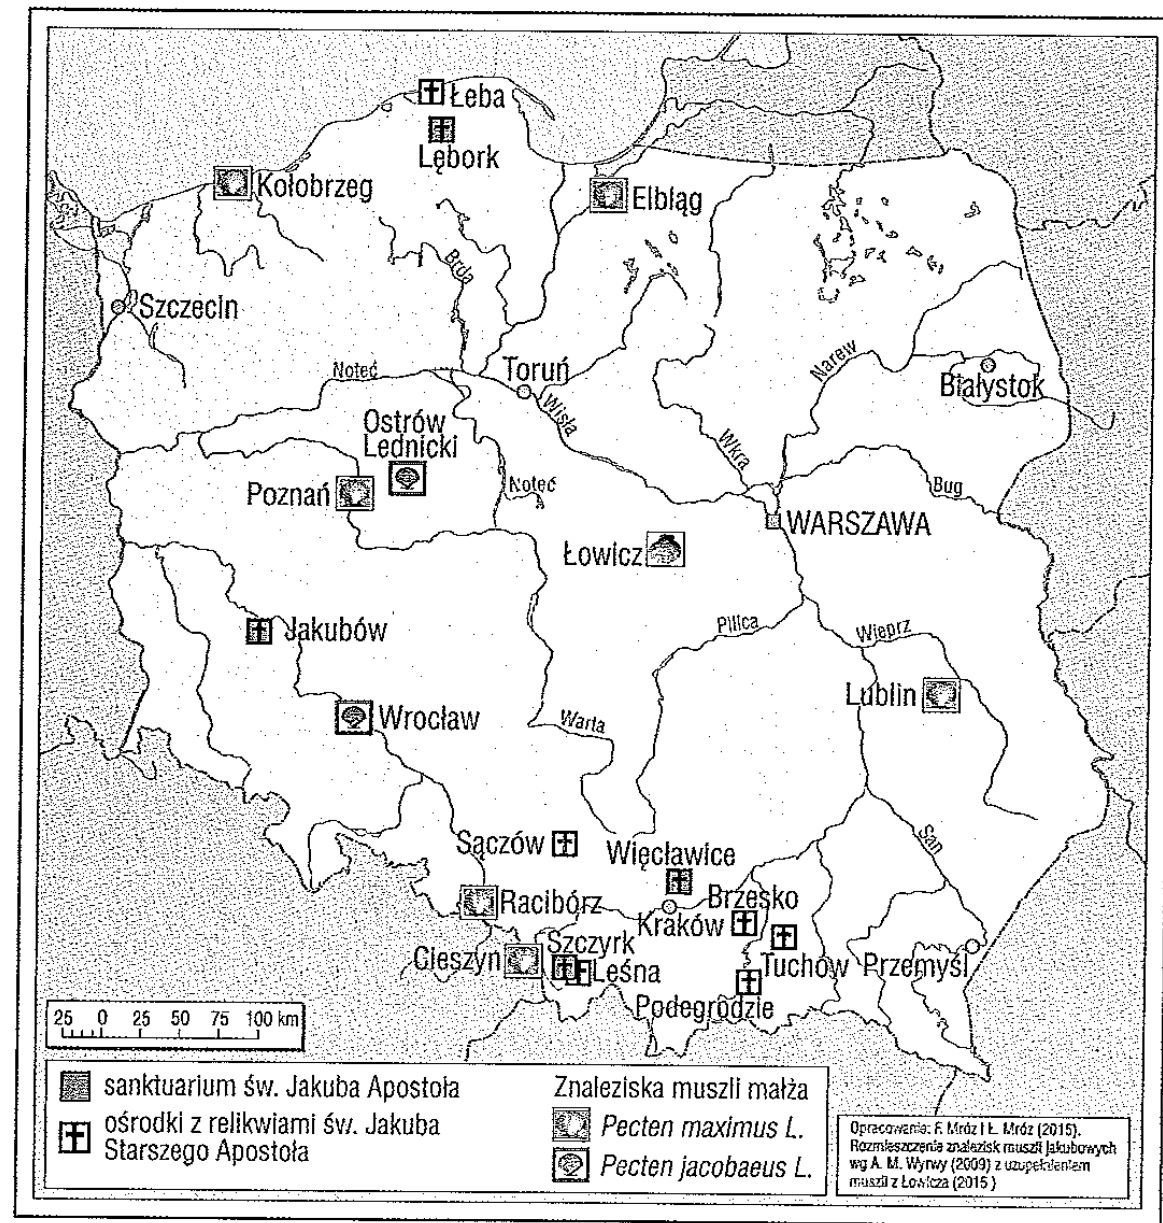 Łeba
Lębork
Kołobrzeg
Elbląg
Brda
Szczecin
Toruń
Noteć
Narew
Białystok
Wisła
Ostrów
Lednicki
Wkra
Poznań
Noteć
Bug
WARSZAWA
Łowicz
Jakubów
Pilica
Wieprz
Lublin
Wrocław
Warta
Sączów
Więcławice
San
Racibórz
Brzesko
Kraków
Szczyrk
Cieszyn
Leśna
Tuchów
Przemyśl
Podegrodzie
25 0 25 50 75 100 km
sanktuarium św. Jakuba Apostoła
ośrodki z relikwiami św. Jakuba
Starszego Apostoła
Znaleziska muszli małża
Pecten maximus L.
Pecten jacobaeus L.
Opracowanie: F. Mróz i Ł. Mróz (2015).
Rozmieszczenie znalezisk muszli jakubowych
wg A. M. Wyrwy (2009) z uzupełnieniem
muszli z Łowicza (2015)